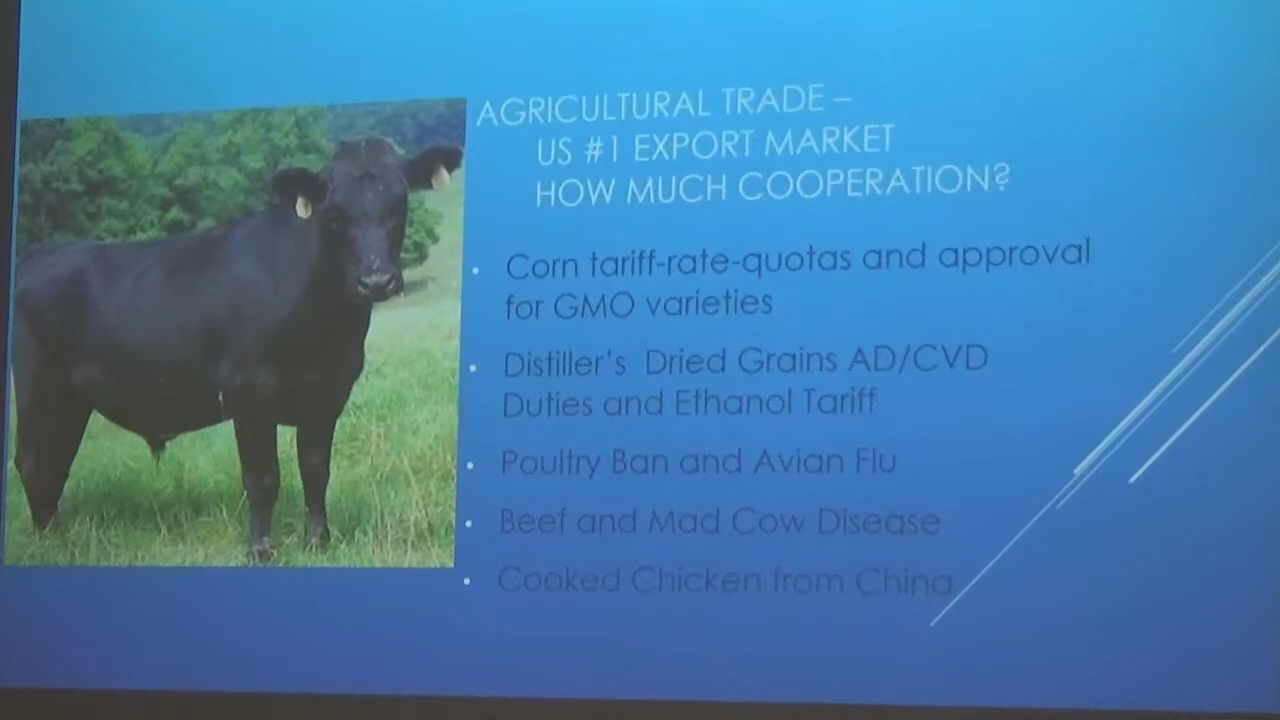 AGRICULTURAL TRADE –
US #1 EXPORT MARKET
HOW MUCH COOPERATION?
• Corn tariff-rate-quotas and approval
for GMO varieties
• Distiller's Dried Grains AD/CVD
Duties and Ethanol Tariff
• Poultry Ban and Avian Flu
• Beef and Mad Cow Disease
• Cooked Chicken from China